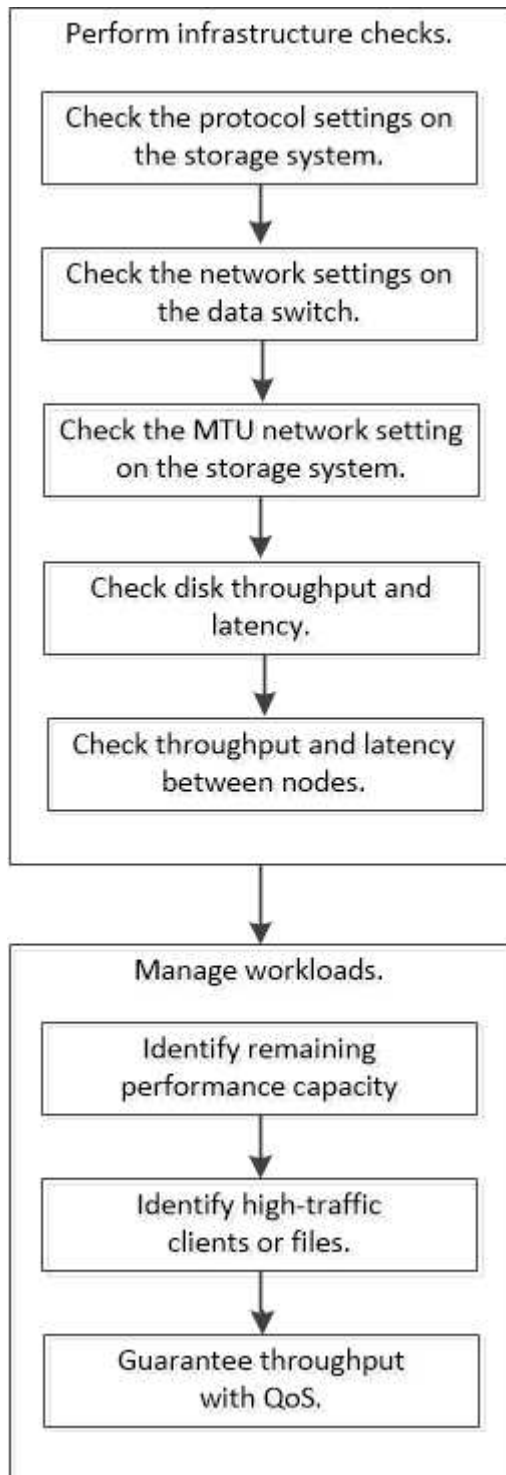 Perform infrastructure checks.
Check the protocol settings on
the storage system.
Check the network settings on
the data switch.
Check the MTU network setting
on the storage system.
Check disk throughput and
latency.
Check throughput and latency
between nodes.
Manage workloads.
Identify remaining
performance capacity
Identify high-traffic
clients or files.
Guarantee throughput
with QoS.